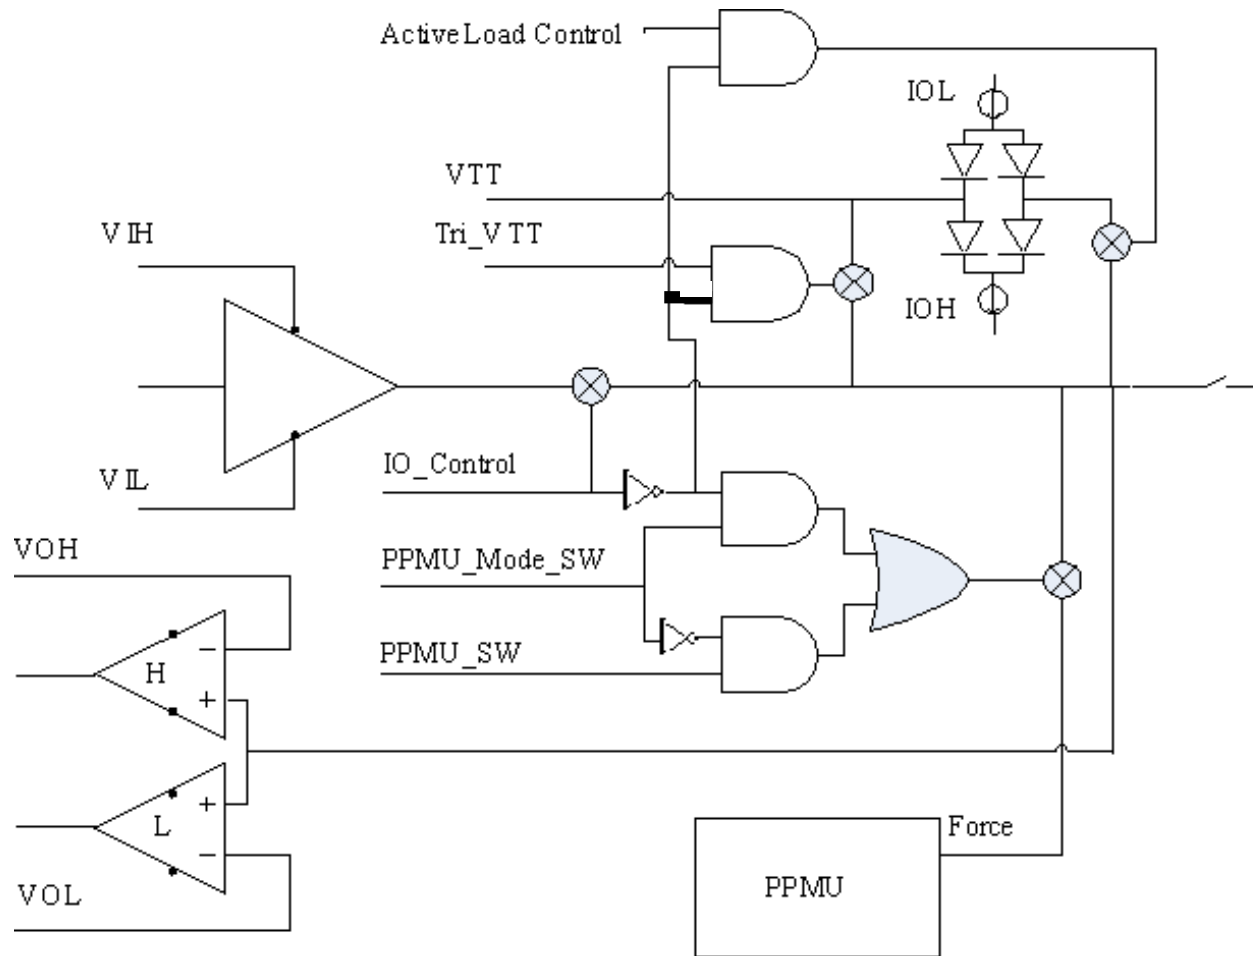 Active Load Control
IOL
VTT
VIH
Tri_VTT
IOH
IO_Control
VIL
VOH
PPMU_Mode_SW
PPMU_SW
−
H
+
+
L
−
Force
VOL
PPMU